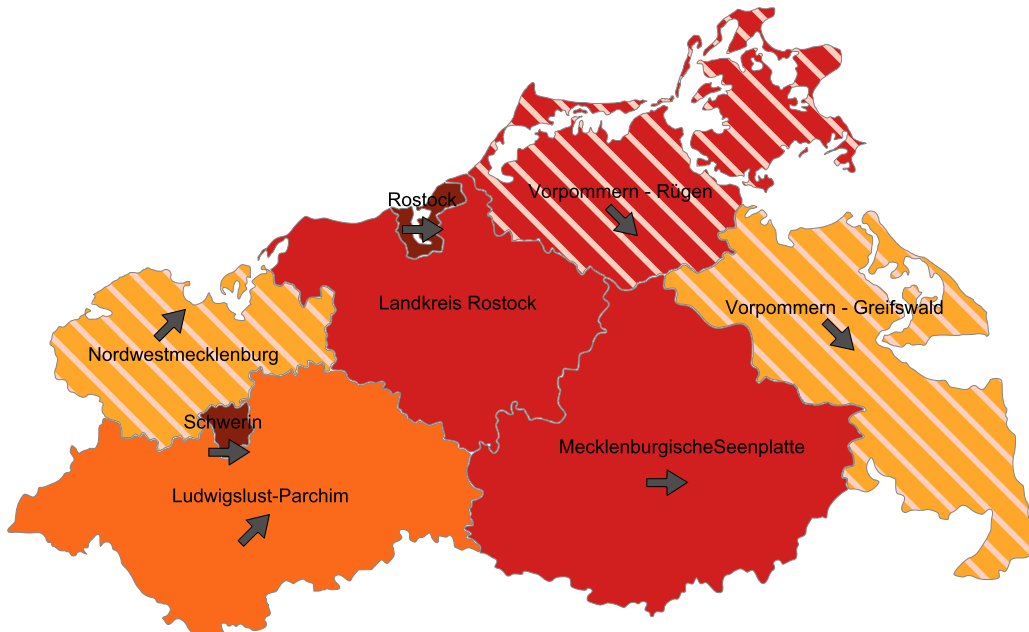 Vorpommern - Rügen
Rostock
Landkreis Rostock
Vorpommern - Greifswald
Nordwestmecklenburg
Schwerin
MecklenburgischeSeenplatte
Ludwigslust-Parchim